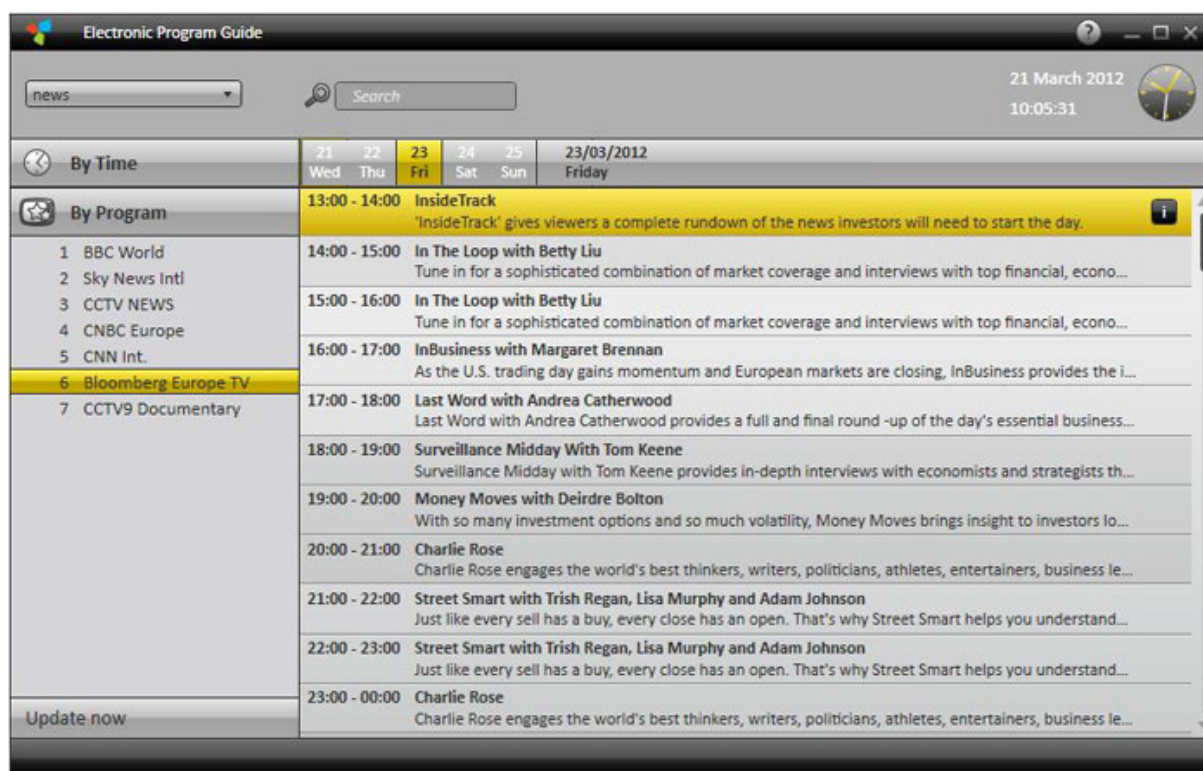 Electronic Program Guide
?
news
Search
21 March 2012
10:05:31
By Time
21 22 23 24 25 23/03/2012
Wed Thu Fri Sat Sun Friday
By Program
1 BBC World
2 Sky News Intl
3 CCTV NEWS
4 CNBC Europe
5 CNN Int.
6 Bloomberg Europe TV
7 CCTV9 Documentary
Update now
13:00 - 14:00 InsideTrack
'InsideTrack' gives viewers a complete rundown of the news investors will need to start the day.
i
14:00 - 15:00 In The Loop with Betty Liu
Tune in for a sophisticated combination of market coverage and interviews with top financial, econo...
15:00 - 16:00 In The Loop with Betty Liu
Tune in for a sophisticated combination of market coverage and interviews with top financial, econo...
16:00 - 17:00 InBusiness with Margaret Brennan
As the U.S. trading day gains momentum and European markets are closing, InBusiness provides the i...
17:00 - 18:00 Last Word with Andrea Catherwood
Last Word with Andrea Catherwood provides a full and final round -up of the day's essential business...
18:00 - 19:00 Surveillance Midday With Tom Keene
Surveillance Midday with Tom Keene provides in-depth interviews with economists and strategists th...
19:00 - 20:00 Money Moves with Deirdre Bolton
With so many investment options and so much volatility, Money Moves brings insight to investors lo...
20:00 - 21:00 Charlie Rose
Charlie Rose engages the world's best thinkers, writers, politicians, athletes, entertainers, business le...
21:00 - 22:00 Street Smart with Trish Regan, Lisa Murphy and Adam Johnson
Just like every sell has a buy, every close has an open. That's why Street Smart helps you understand...
22:00 - 23:00 Street Smart with Trish Regan, Lisa Murphy and Adam Johnson
Just like every sell has a buy, every close has an open. That's why Street Smart helps you understand...
23:00 - 00:00 Charlie Rose
Charlie Rose engages the world's best thinkers, writers, politicians, athletes, entertainers, business le...